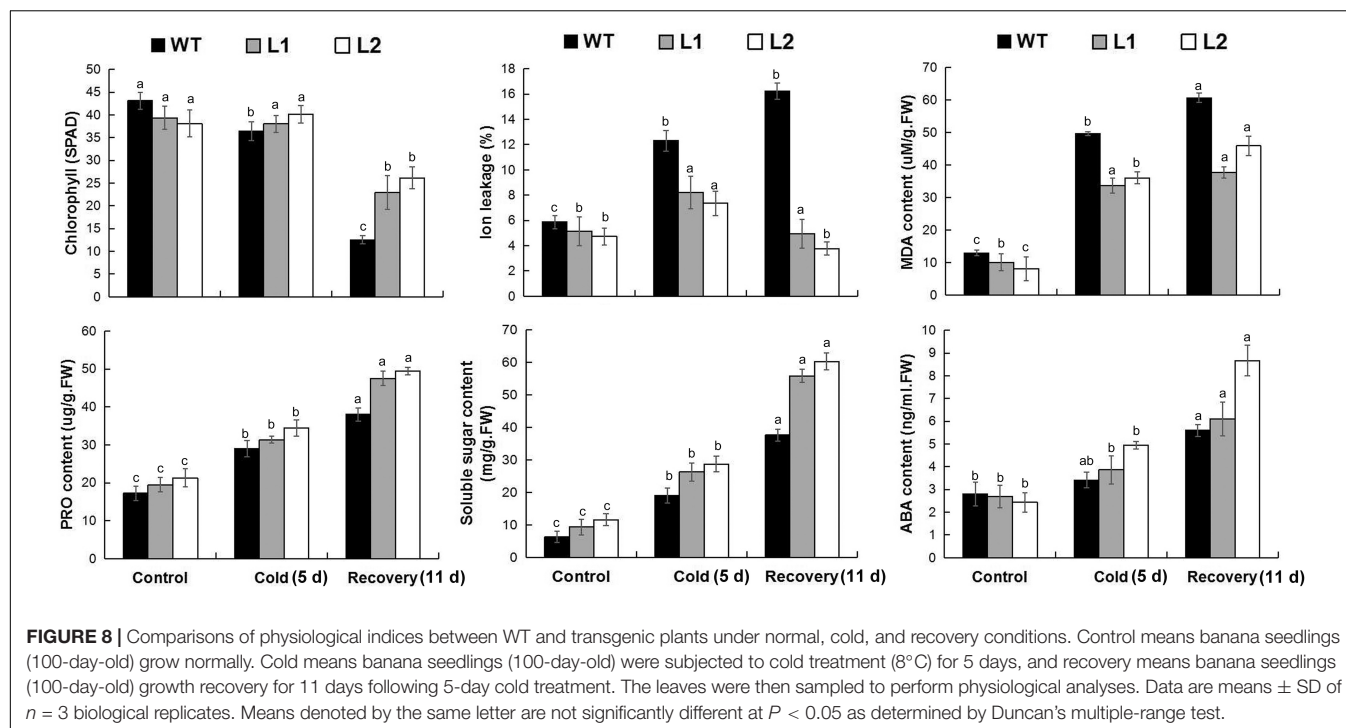 WT L1 L2
Chlorophyll (SPAD)
50
45
40
35
30
25
20
15
10
5
0
a a a
b a a
c b b
WT L1 L2
Ion leakage (%)
18
16
14
12
10
8
6
4
2
0
c b b
b a a
b a b
WT L1 L2
MDA content (uM/g.FW)
70
60
50
40
30
20
10
0
c b c
b a b
a a a
PRO content (ug/g.FW)
60
50
40
30
20
10
0
c c c
b b b
a a a
Control Cold (5 d) Recovery (11 d)
Soluble sugar content
(mg/g.FW)
70
60
50
40
30
20
10
0
c c c
b b b
a a a
Control Cold (5 d) Recovery (11 d)
ABA content (ng/ml.FW)
10
9
8
7
6
5
4
3
2
1
0
b b b
ab b b
a a a
Control Cold (5 d) Recovery (11 d)
FIGURE 8 | Comparisons of physiological indices between WT and transgenic plants under normal, cold, and recovery conditions. Control means banana seedlings
(100-day-old) grow normally. Cold means banana seedlings (100-day-old) were subjected to cold treatment (8°C) for 5 days, and recovery means banana seedlings
(100-day-old) growth recovery for 11 days following 5-day cold treatment. The leaves were then sampled to perform physiological analyses. Data are means ± SD of
n = 3 biological replicates. Means denoted by the same letter are not significantly different at P < 0.05 as determined by Duncan's multiple-range test.